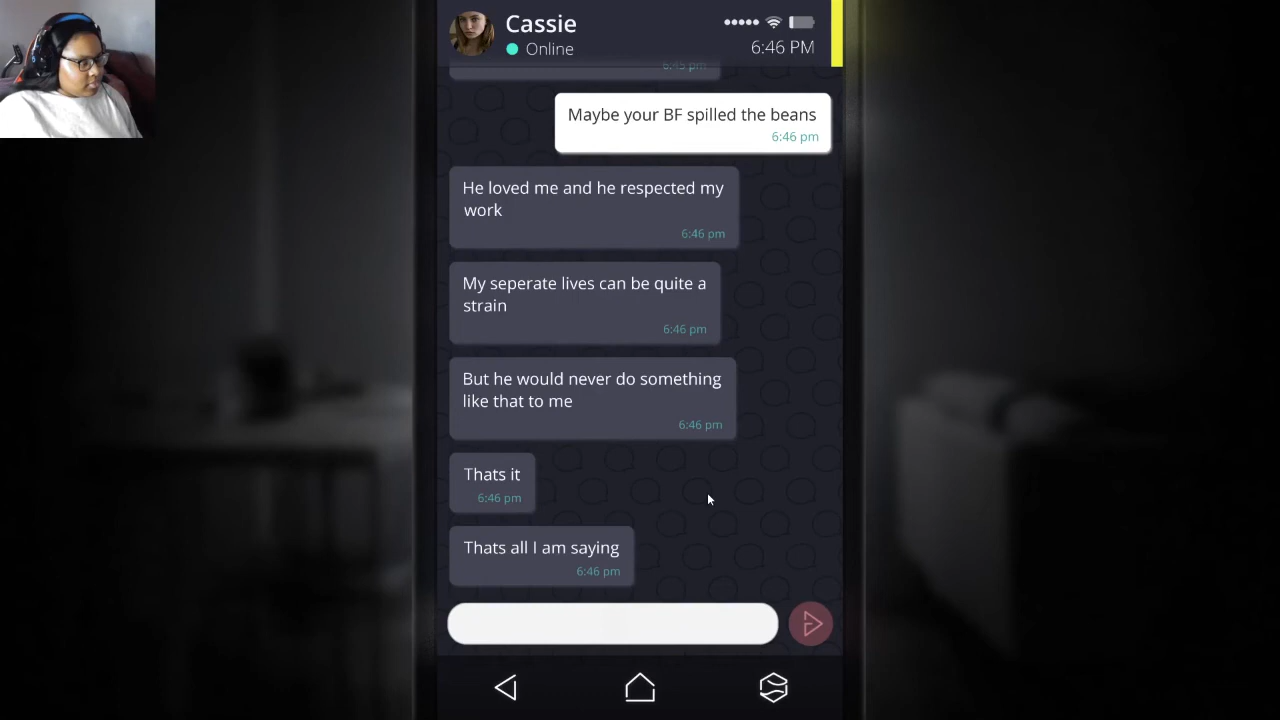 Cassie
Online
6:46 PM
6:45 pm
Maybe your BF spilled the beans
6:46 pm
He loved me and he respected my
work
6:46 pm
My seperate lives can be quite a
strain
6:46 pm
But he would never do something
like that to me
6:46 pm
Thats it
6:46 pm
Thats all I am saying
6:46 pm